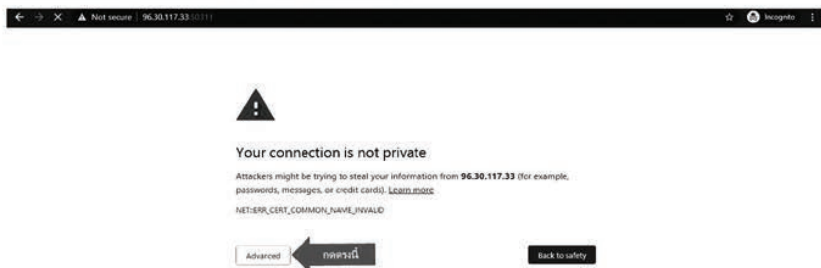 Not secure 96.30.117.33:5031/ Incognito
Your connection is not private
Attackers might be trying to steal your information from 96.30.117.33 (for example,
passwords, messages, or credit cards). Learn more
NET::ERR_CERT_COMMON_NAME_INVALID
Advanced กดตรงนี้ Back to safety